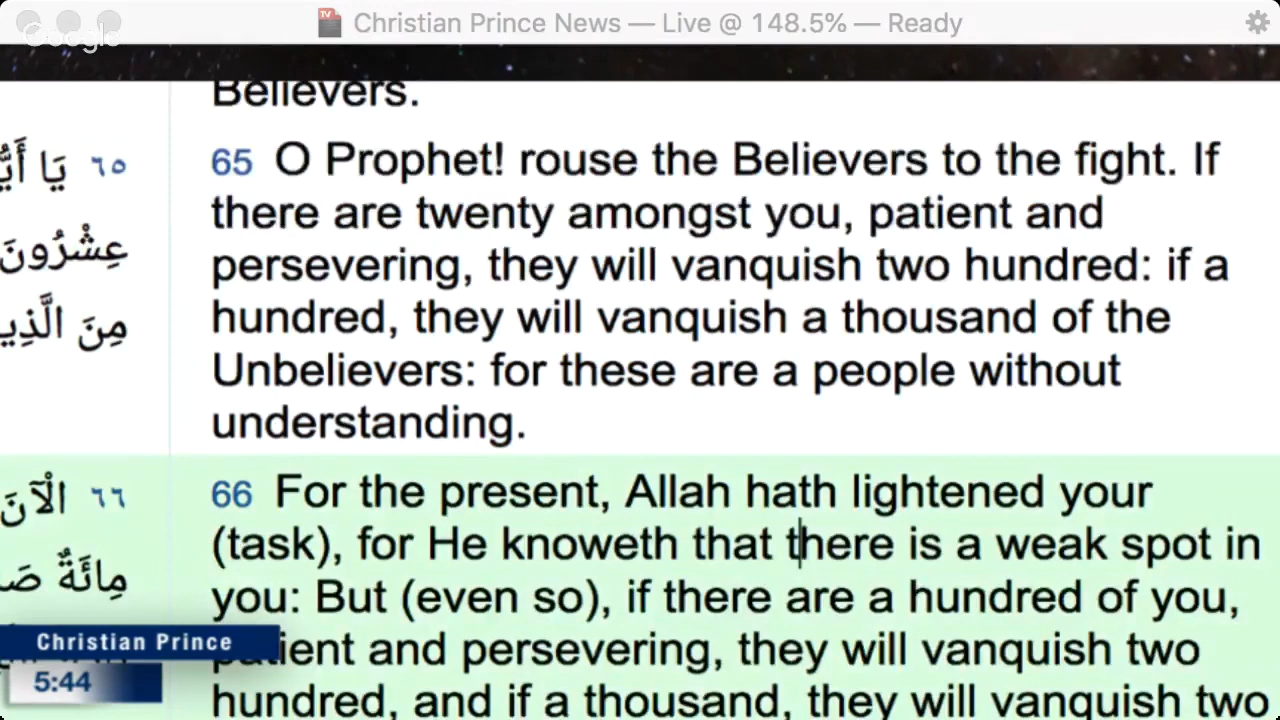 Christian Prince News — Live @ 148.5% — Ready
Google
Believers.
65 O Prophet! rouse the Believers to the fight. If
there are twenty amongst you, patient and
persevering, they will vanquish two hundred: if a
hundred, they will vanquish a thousand of the
Unbelievers: for these are a people without
understanding.
٦٥ يَا
عِشْرُونَ
مِنَ
66 For the present, Allah hath lightened your
(task), for He knoweth that there is a weak spot in
you: But (even so), if there are a hundred of you,
patient and persevering, they will vanquish two
hundred, and if a thousand, they will vanquish two
٦٦ الْآنَ
مِائَةٌ
Christian Prince
5:44